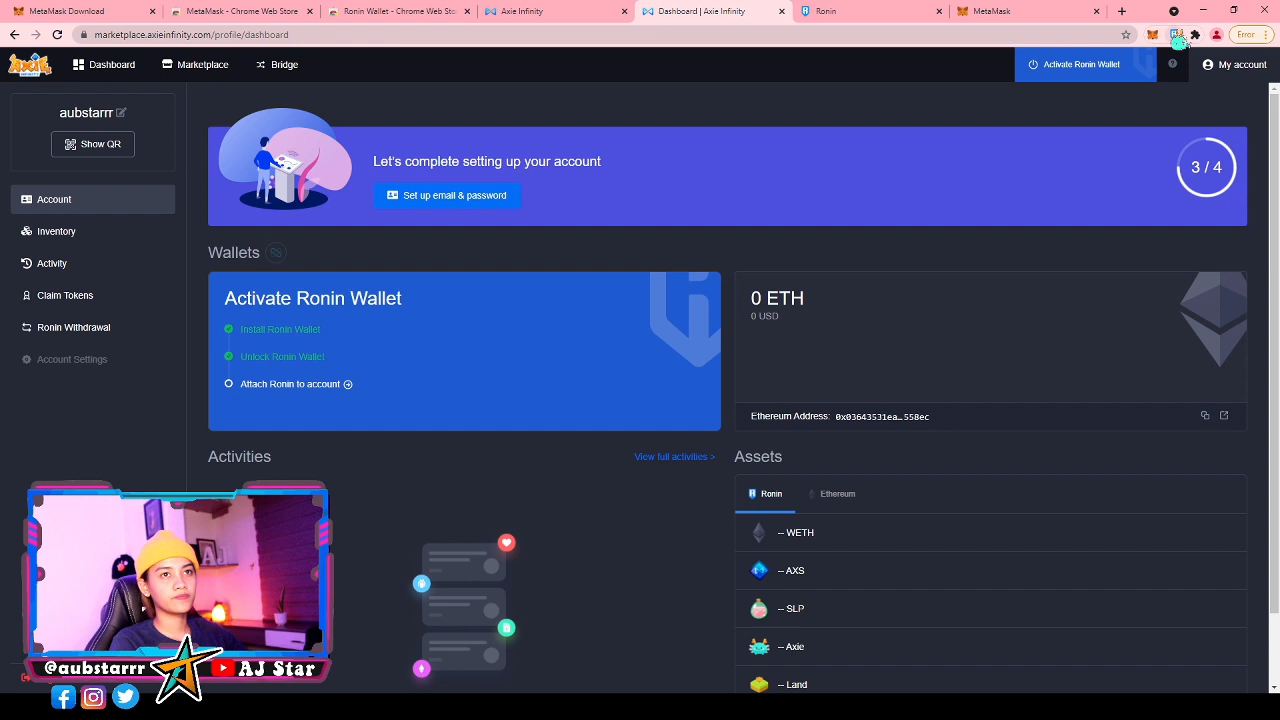 MetaMask Download
MetaMask - Chrome Web Store
Ronin Wallet - Chrome Web Sto
Axie Infinity
Dashboard | Axie Infinity
Ronin
MetaMask
marketplace.axieinfinity.com/profile/dashboard
Error
AXIE
INFINITY
Dashboard
Marketplace
Bridge
Activate Ronin Wallet
My account
aubstarrr
Show QR
Account
Inventory
Activity
Claim Tokens
Ronin Withdrawal
Account Settings
Let's complete setting up your account
Set up email & password
3 / 4
Wallets
Activate Ronin Wallet
Install Ronin Wallet
Unlock Ronin Wallet
Attach Ronin to account
0 ETH
0 USD
Ethereum Address: 0x03643531ea…558ec
Activities
View full activities >
Assets
Ronin
Ethereum
-- WETH
-- AXS
-- SLP
-- Axie
-- Land
@aubstarrr
AJ Star